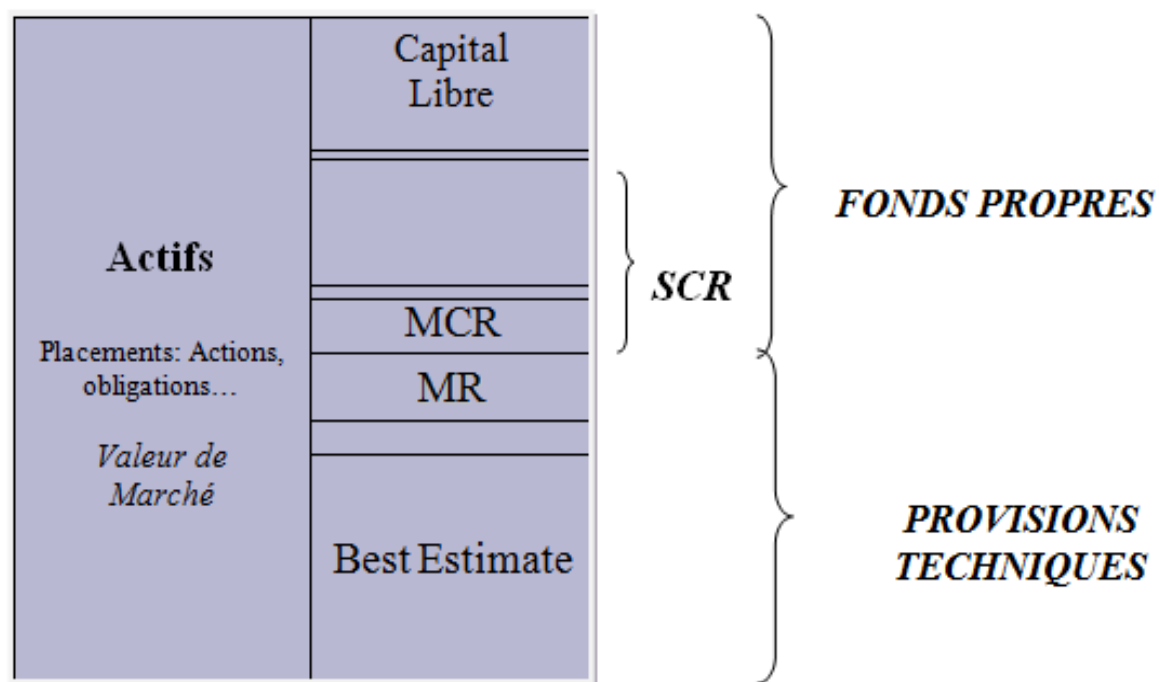 Actifs
Placements: Actions,
obligations…
Valeur de
Marché
Capital
Libre
MCR
MR
Best Estimate
SCR
FONDS PROPRES
PROVISIONS
TECHNIQUES